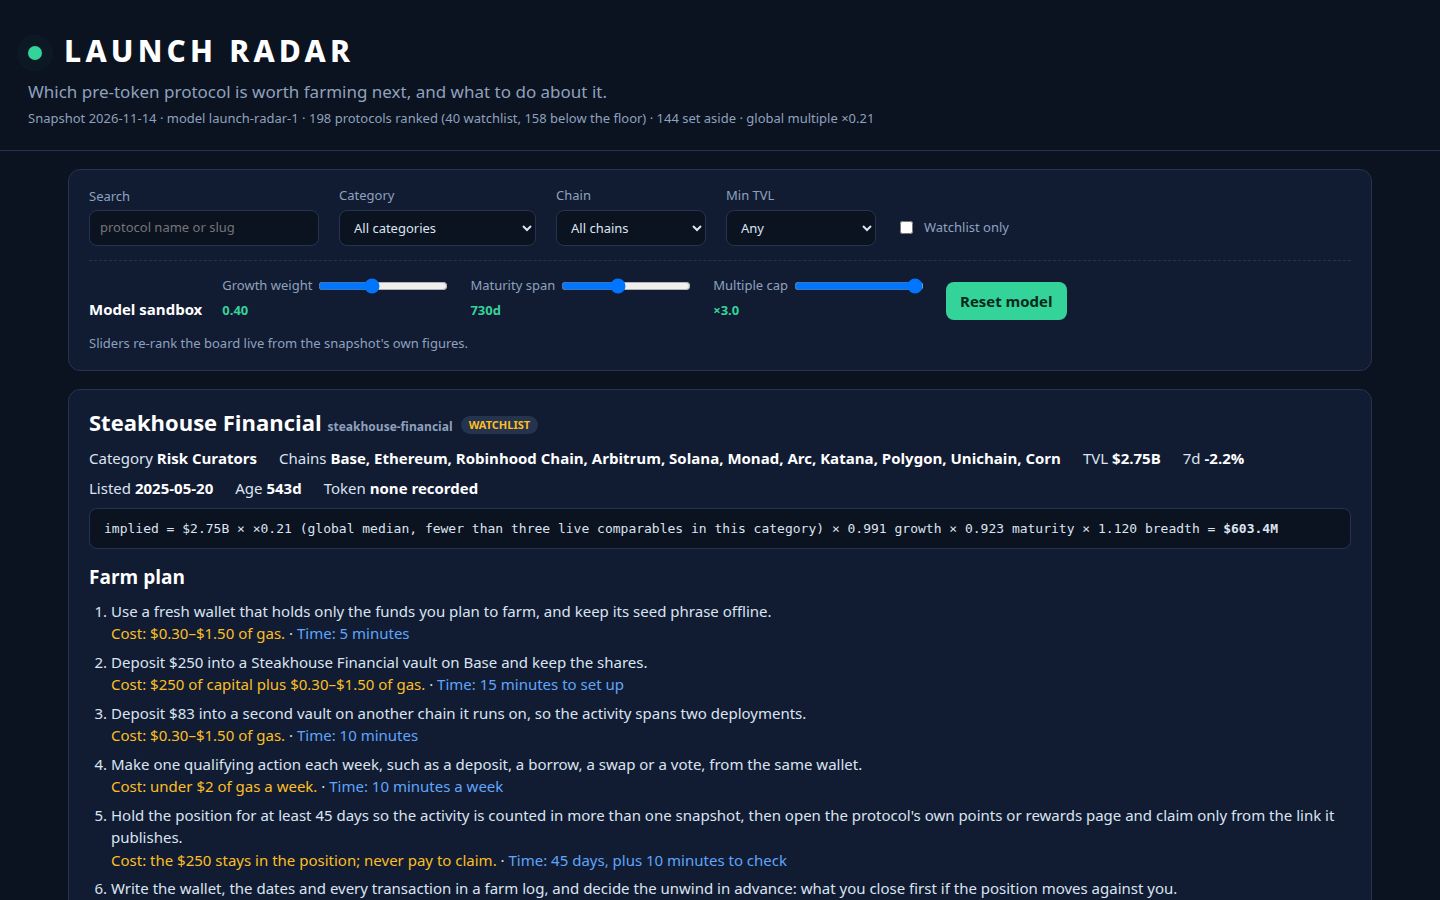 LAUNCH RADAR
Which pre-token protocol is worth farming next, and what to do about it.
Snapshot 2026-11-14 · model launch-radar-1 · 198 protocols ranked (40 watchlist, 158 below the floor) · 144 set aside · global multiple ×0.21
Search Category Chain Min TVL
protocol name or slug All categories All chains Any Watchlist only
Model sandbox Growth weight 0.40 Maturity span 730d Multiple cap ×3.0 Reset model
Sliders re-rank the board live from the snapshot's own figures.
Steakhouse Financial steakhouse-financial WATCHLIST
Category Risk Curators Chains Base, Ethereum, Robinhood Chain, Arbitrum, Solana, Monad, Arc, Katana, Polygon, Unichain, Corn TVL $2.75B 7d -2.2%
Listed 2025-05-20 Age 543d Token none recorded
implied = $2.75B × ×0.21 (global median, fewer than three live comparables in this category) × 0.991 growth × 0.923 maturity × 1.120 breadth = $603.4M
Farm plan
1. Use a fresh wallet that holds only the funds you plan to farm, and keep its seed phrase offline.
Cost: $0.30–$1.50 of gas. · Time: 5 minutes
2. Deposit $250 into a Steakhouse Financial vault on Base and keep the shares.
Cost: $250 of capital plus $0.30–$1.50 of gas. · Time: 15 minutes to set up
3. Deposit $83 into a second vault on another chain it runs on, so the activity spans two deployments.
Cost: $0.30–$1.50 of gas. · Time: 10 minutes
4. Make one qualifying action each week, such as a deposit, a borrow, a swap or a vote, from the same wallet.
Cost: under $2 of gas a week. · Time: 10 minutes a week
5. Hold the position for at least 45 days so the activity is counted in more than one snapshot, then open the protocol's own points or rewards page and claim only from the link it
publishes.
Cost: the $250 stays in the position; never pay to claim. · Time: 45 days, plus 10 minutes to check
6. Write the wallet, the dates and every transaction in a farm log, and decide the unwind in advance: what you close first if the position moves against you.